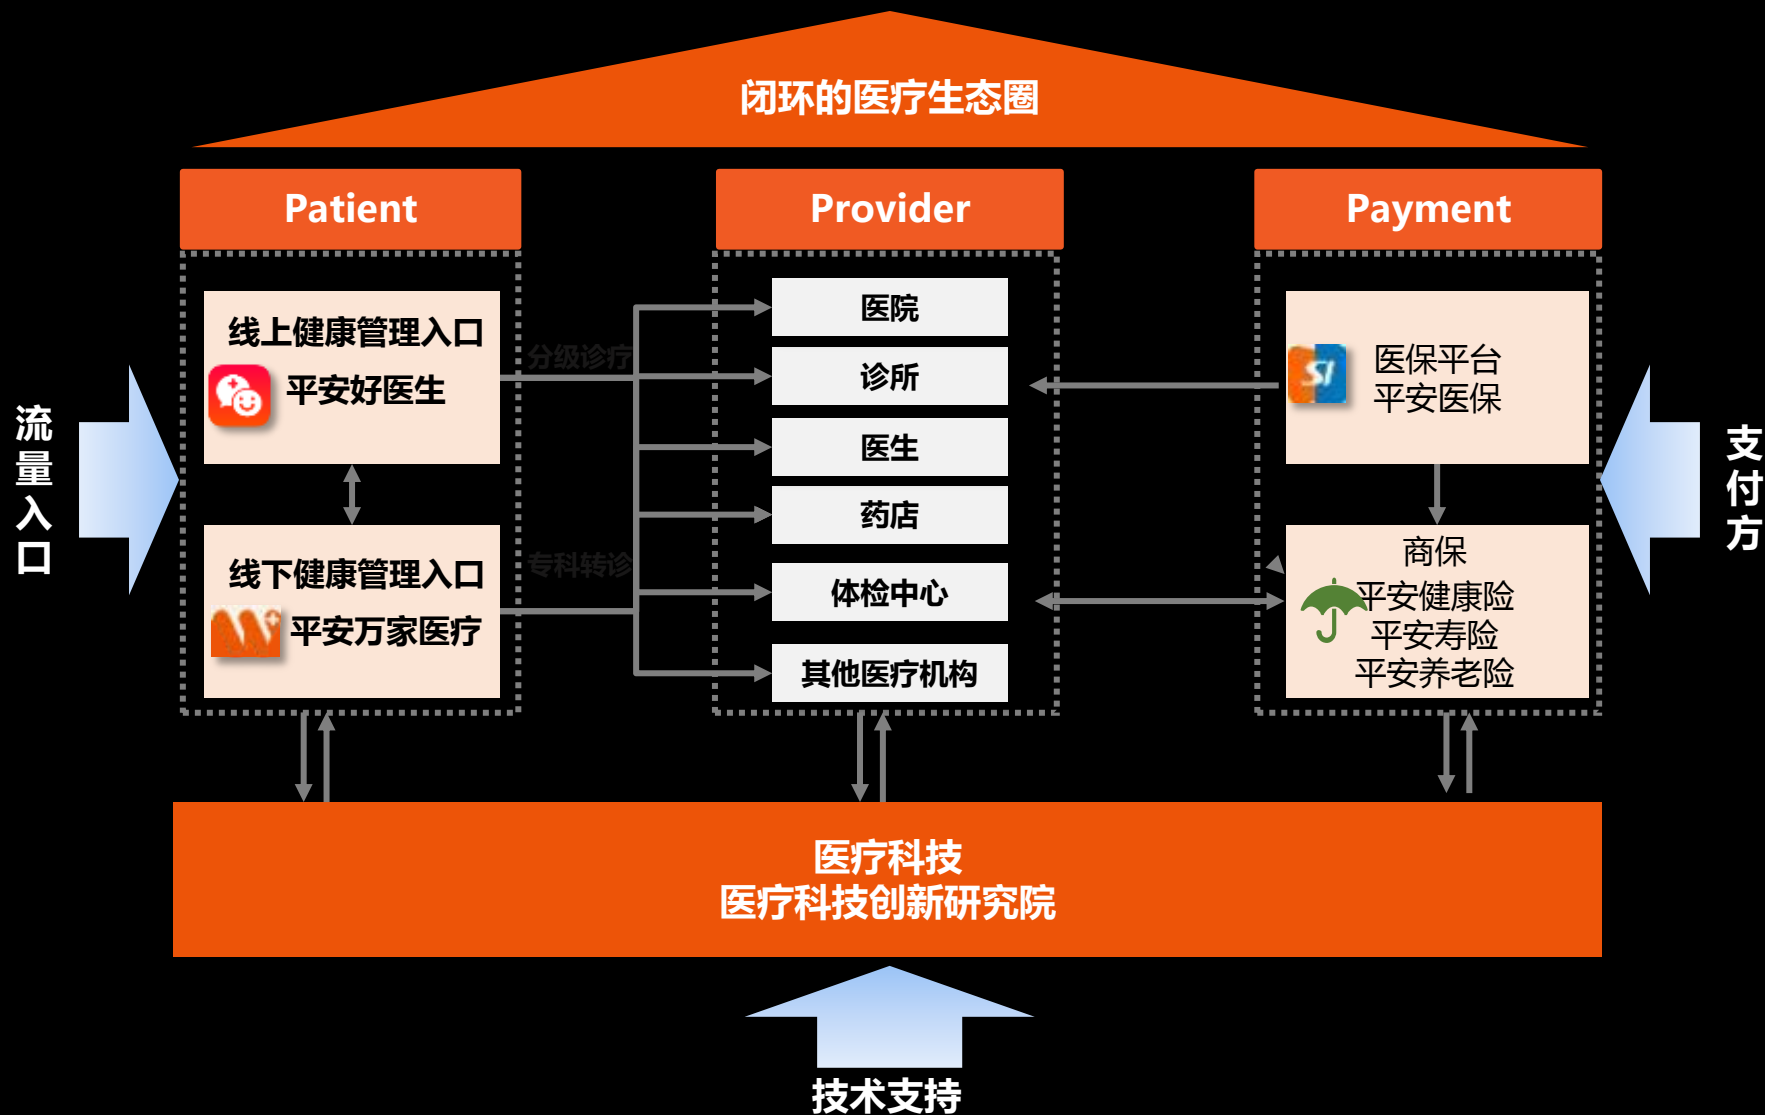 闭环的医疗生态圈
Patient
Provider
Payment
流量入口
线上健康管理入口
平安好医生
线下健康管理入口
平安万家医疗
分级诊疗
专科转诊
医院
诊所
医生
药店
体检中心
其他医疗机构
SI
医保平台
平安医保
商保
平安健康险
平安寿险
平安养老险
支付方
医疗科技
医疗科技创新研究院
技术支持